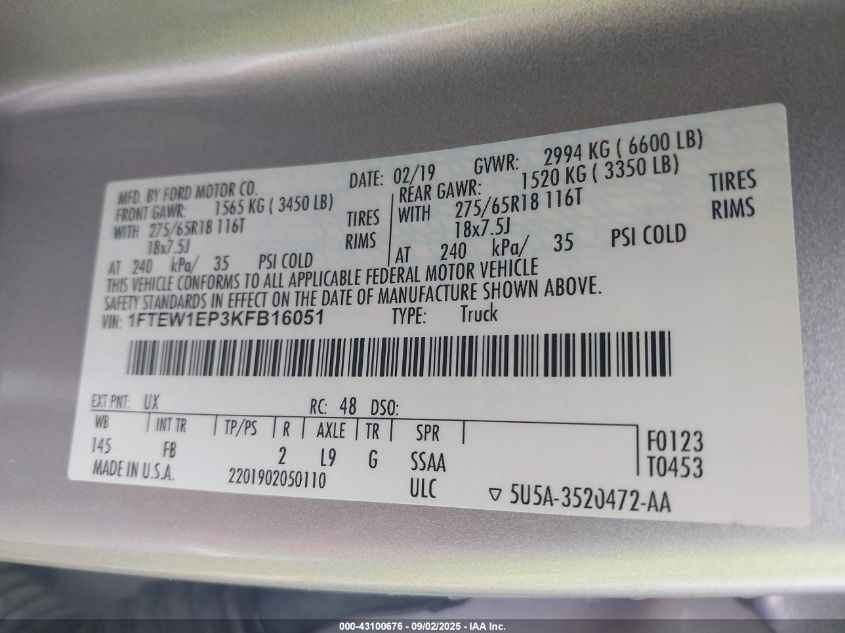 MFD. BY FORD MOTOR CO. DATE: 02/19 GVWR: 2994 KG ( 6600 LB)
FRONT GAWR: 1565 KG ( 3450 LB) REAR GAWR: 1520 KG ( 3350 LB)
WITH 275/65R18 116T TIRES WITH 275/65R18 116T TIRES
18x7.5J RIMS 18x7.5J RIMS
AT 240 kPa/ 35 PSI COLD AT 240 kPa/ 35 PSI COLD
THIS VEHICLE CONFORMS TO ALL APPLICABLE FEDERAL MOTOR VEHICLE
SAFETY STANDARDS IN EFFECT ON THE DATE OF MANUFACTURE SHOWN ABOVE.
VIN: 1FTEW1EP3KFB16051 TYPE: Truck
EXT PNT: UX RC: 48 DSO:
WB INT TR TP/PS R AXLE TR SPR
145 FB 2 L9 G SSAA
F0123
T0453
MADE IN U.S.A. 2201902050110 ULC
5U5A-3520472-AA
000-43100676 - 09/02/2025 - IAA Inc.